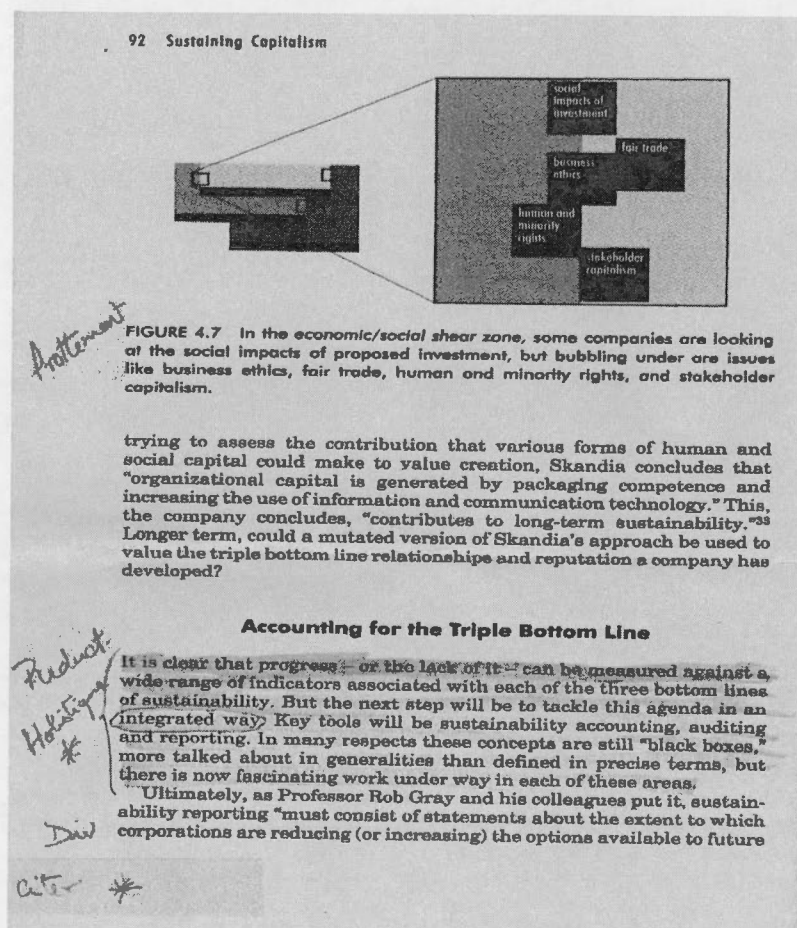 92 Sustaining Capitalism
social
impacts of
investment
fair trade
business
ethics
human and
minority
rights
stakeholder
capitalism
FIGURE 4.7 In the economic/social shear zone, some companies are looking
at the social impacts of proposed investment, but bubbling under are issues
like business ethics, fair trade, human and minority rights, and stakeholder
capitalism.
trying to assess the contribution that various forms of human and
social capital could make to value creation, Skandia concludes that
"organizational capital is generated by packaging competence and
increasing the use of information and communication technology." This,
the company concludes, "contributes to long-term sustainability."³³
Longer term, could a mutated version of Skandia's approach be used to
value the triple bottom line relationships and reputation a company has
developed?
Accounting for the Triple Bottom Line
It is clear that progress – or the lack of it – can be measured against a
wide range of indicators associated with each of the three bottom lines
of sustainability. But the next step will be to tackle this agenda in an
integrated way. Key tools will be sustainability accounting, auditing
and reporting. In many respects these concepts are still "black boxes,"
more talked about in generalities than defined in precise terms, but
there is now fascinating work under way in each of these areas.
Ultimately, as Professor Rob Gray and his colleagues put it, sustain-
ability reporting "must consist of statements about the extent to which
corporations are reducing (or increasing) the options available to future
Frottement
Reduct.
Holistique
*
Div
Citer *